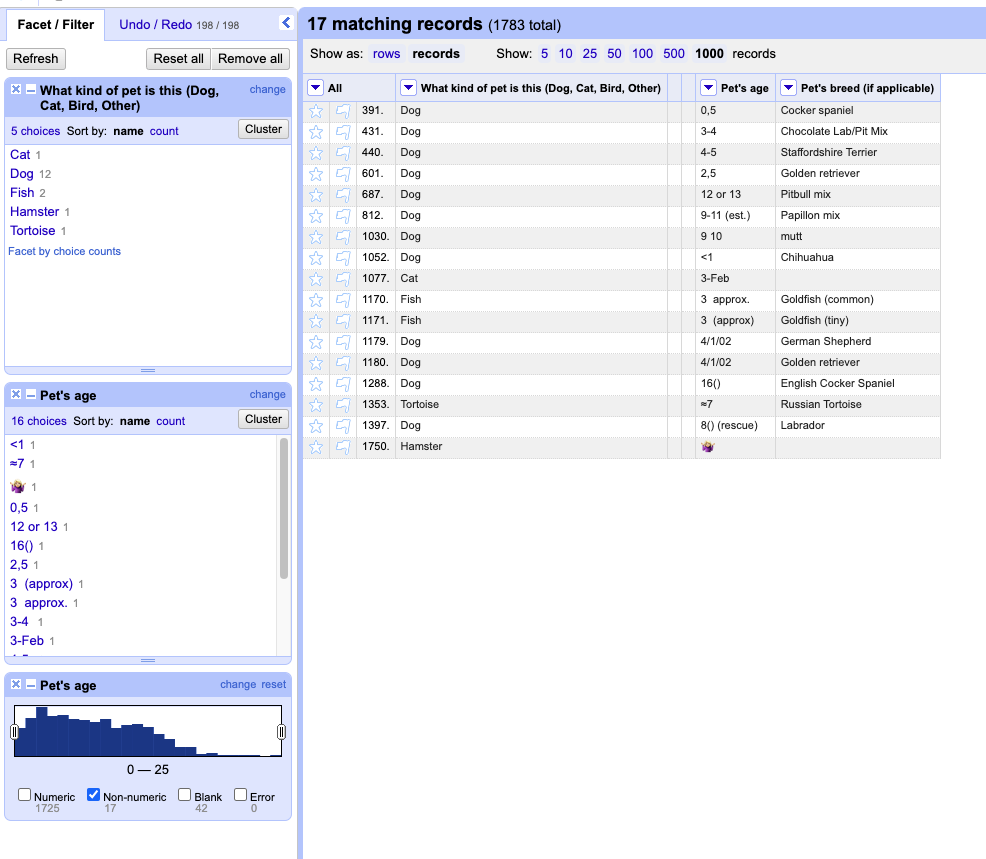 Facet / Filter Undo / Redo 198 / 198
Refresh Reset all Remove all
What kind of pet is this (Dog, Cat, Bird, Other) change
5 choices Sort by: name count Cluster
Cat 1
Dog 12
Fish 2
Hamster 1
Tortoise 1
Facet by choice counts
Pet's age change
16 choices Sort by: name count Cluster
<1 1
≈7 1
🤷🏼‍♀️ 1
0,5 1
12 or 13 1
16() 1
2,5 1
3 (approx) 1
3 approx. 1
3-4 1
3-Feb 1
Pet's age change reset
0 — 25
Numeric 1725 Non-numeric 17 Blank 42 Error 0
17 matching records (1783 total)
Show as: rows records Show: 5 10 25 50 100 500 1000 records
All What kind of pet is this (Dog, Cat, Bird, Other) Pet's age Pet's breed (if applicable)
391. Dog 0,5 Cocker spaniel
431. Dog 3-4 Chocolate Lab/Pit Mix
440. Dog 4-5 Staffordshire Terrier
601. Dog 2,5 Golden retriever
687. Dog 12 or 13 Pitbull mix
812. Dog 9-11 (est.) Papillon mix
1030. Dog 9 10 mutt
1052. Dog <1 Chihuahua
1077. Cat 3-Feb
1170. Fish 3 approx. Goldfish (common)
1171. Fish 3 (approx) Goldfish (tiny)
1179. Dog 4/1/02 German Shepherd
1180. Dog 4/1/02 Golden retriever
1288. Dog 16() English Cocker Spaniel
1353. Tortoise ≈7 Russian Tortoise
1397. Dog 8() (rescue) Labrador
1750. Hamster 🤷🏼‍♀️